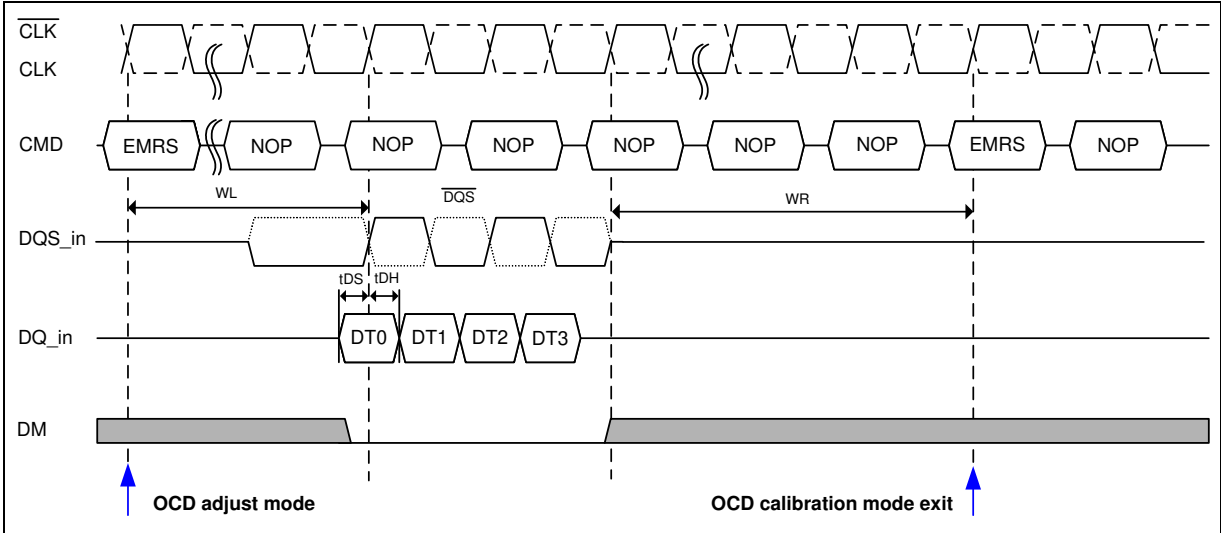 CLK
CLK
CMD EMRS NOP NOP NOP NOP NOP NOP EMRS NOP
WL DQS WR
DQS_in
tDS tDH
DQ_in DT0 DT1 DT2 DT3
DM
OCD adjust mode OCD calibration mode exit